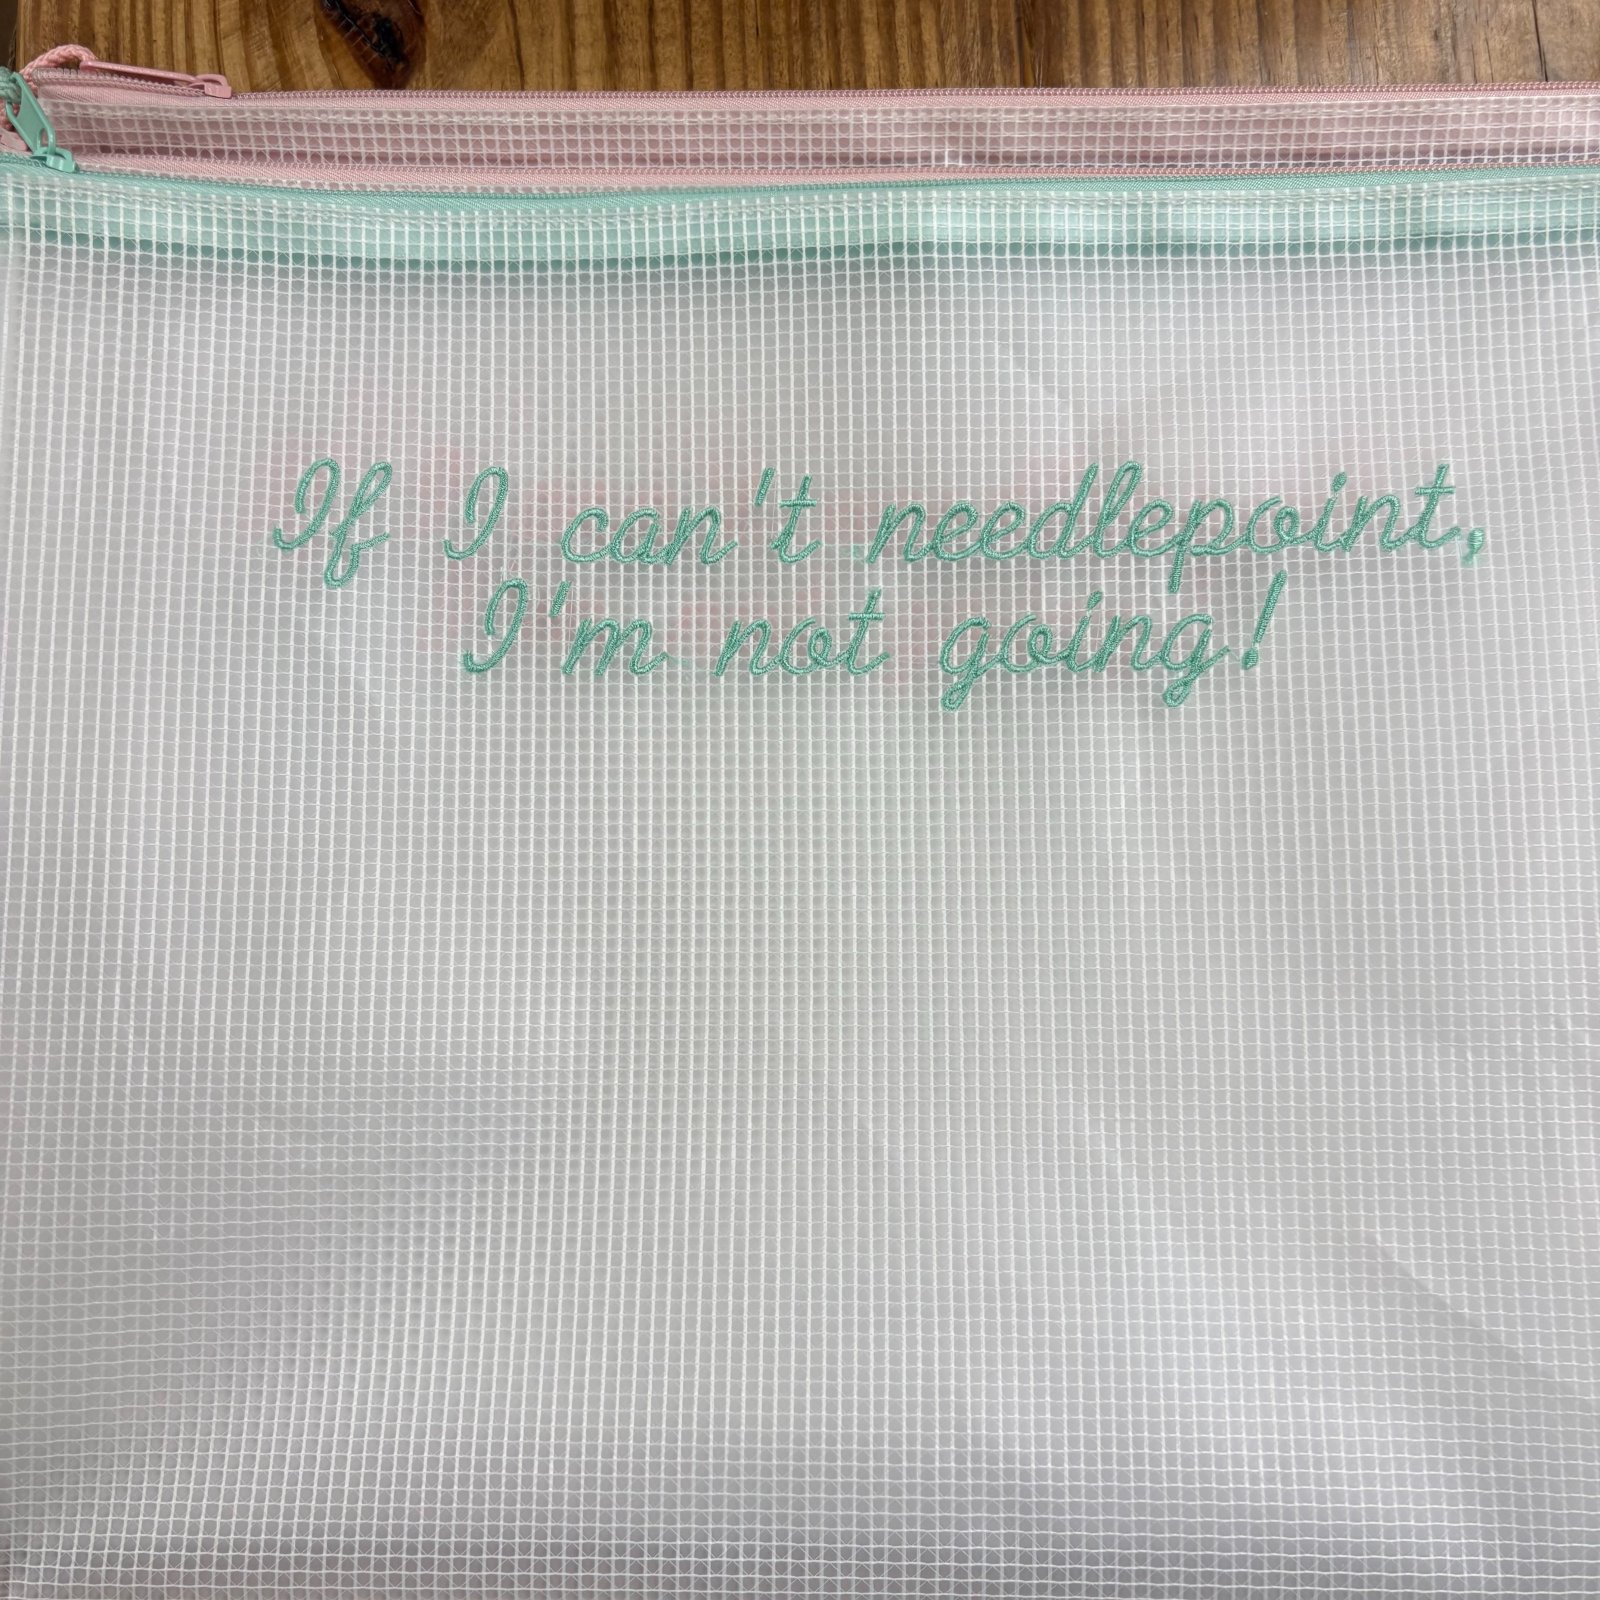 If I can't needlepoint,
I'm not going!